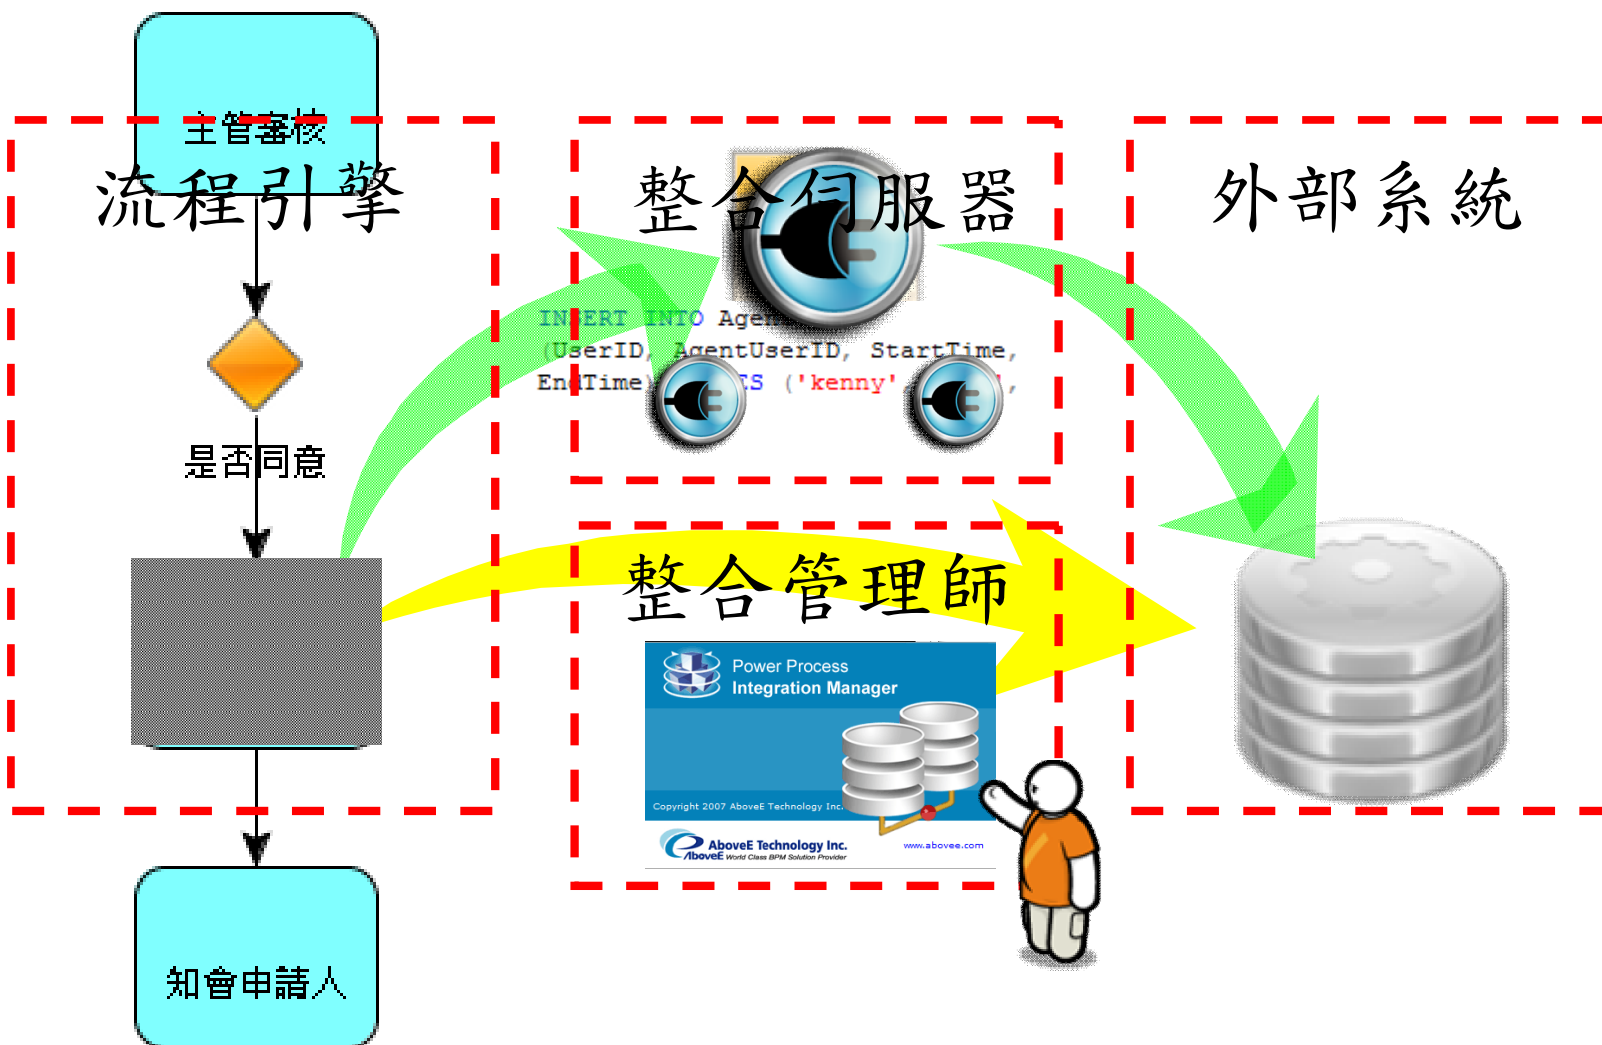 主管審核
流程引擎
是否同意
知會申請人
整合伺服器
INSERT INTO Agen
(UserID, AgentUserID, StartTime,
EndTime) ES ('kenny' ,
整合管理師
Power Process
Integration Manager
Copyright 2007 AboveE Technology Inc.
AboveE Technology Inc.
AboveE World Class BPM Solution Provider
www.abovee.com
外部系統